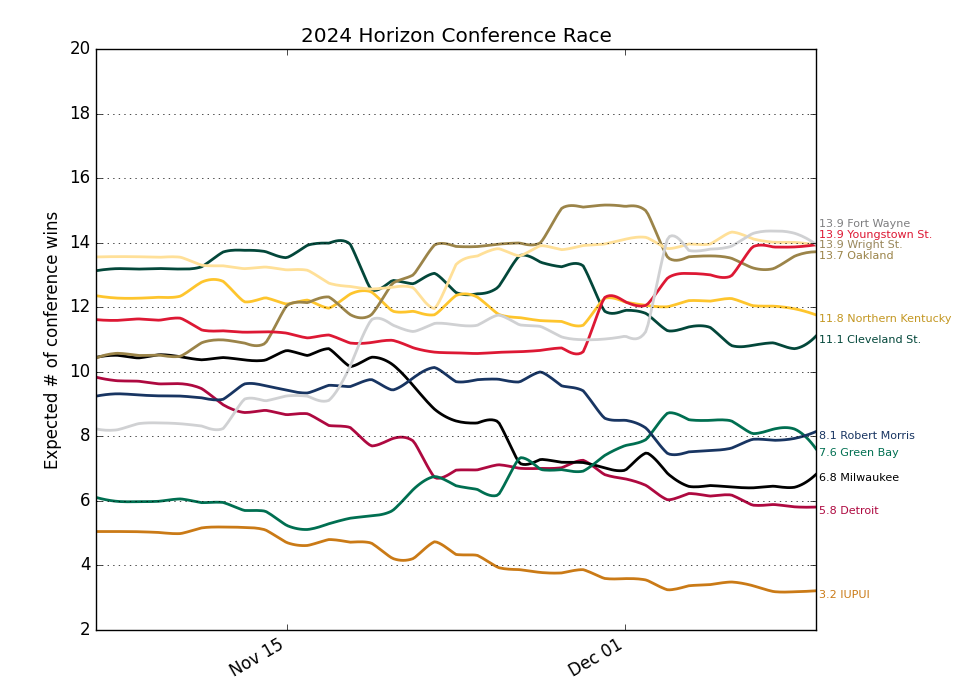 2024 Horizon Conference Race
Expected # of conference wins
20
18
16
14
12
10
8
6
4
2
Nov 15
Dec 01
13.9 Fort Wayne
13.9 Youngstown St.
13.9 Wright St.
13.7 Oakland
11.8 Northern Kentucky
11.1 Cleveland St.
8.1 Robert Morris
7.6 Green Bay
6.8 Milwaukee
5.8 Detroit
3.2 IUPUI